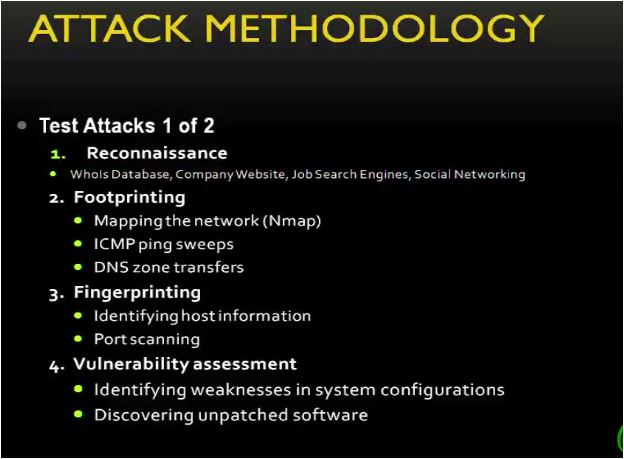 ATTACK METHODOLOGY
Test Attacks 1 of 2
1. Reconnaissance
WhoIs Database, Company Website, Job Search Engines, Social Networking
2. Footprinting
Mapping the network (Nmap)
ICMP ping sweeps
DNS zone transfers
3. Fingerprinting
Identifying host information
Port scanning
4. Vulnerability assessment
Identifying weaknesses in system configurations
Discovering unpatched software